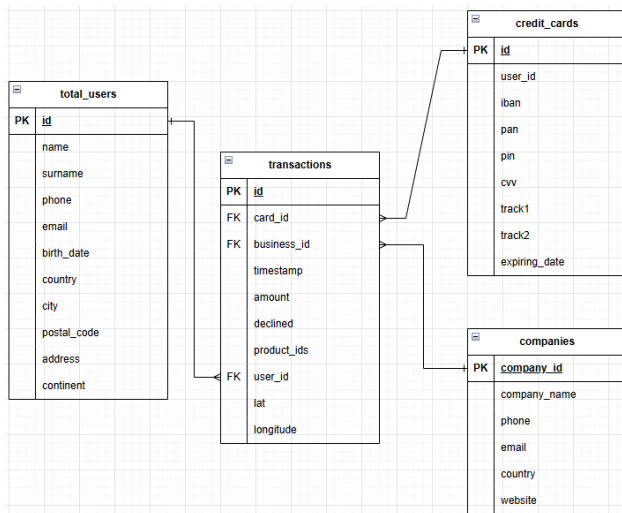 total_users
PK id
name
surname
phone
email
birth_date
country
city
postal_code
address
continent
transactions
PK id
FK card_id
FK business_id
timestamp
amount
declined
product_ids
FK user_id
lat
longitude
credit_cards
PK id
user_id
iban
pan
pin
cvv
track1
track2
expiring_date
companies
PK company_id
company_name
phone
email
country
website